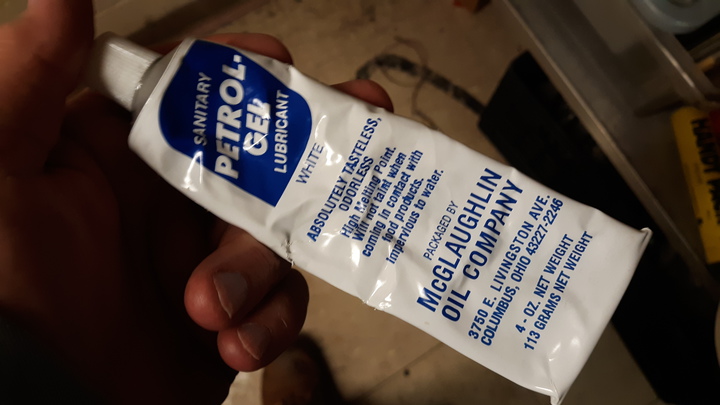 SANITARY
PETROL-
GEL
LUBRICANT
WHITE
ABSOLUTELY TASTELESS,
ODORLESS
High Melting Point.
Will not taint when
coming in contact with
food products.
Impervious to water.
PACKAGED BY
McGLAUGHLIN
OIL COMPANY
3750 E. LIVINGSTON AVE.
COLUMBUS, OHIO 43227-2246
4 - OZ. NET WEIGHT
113 GRAMS NET WEIGHT